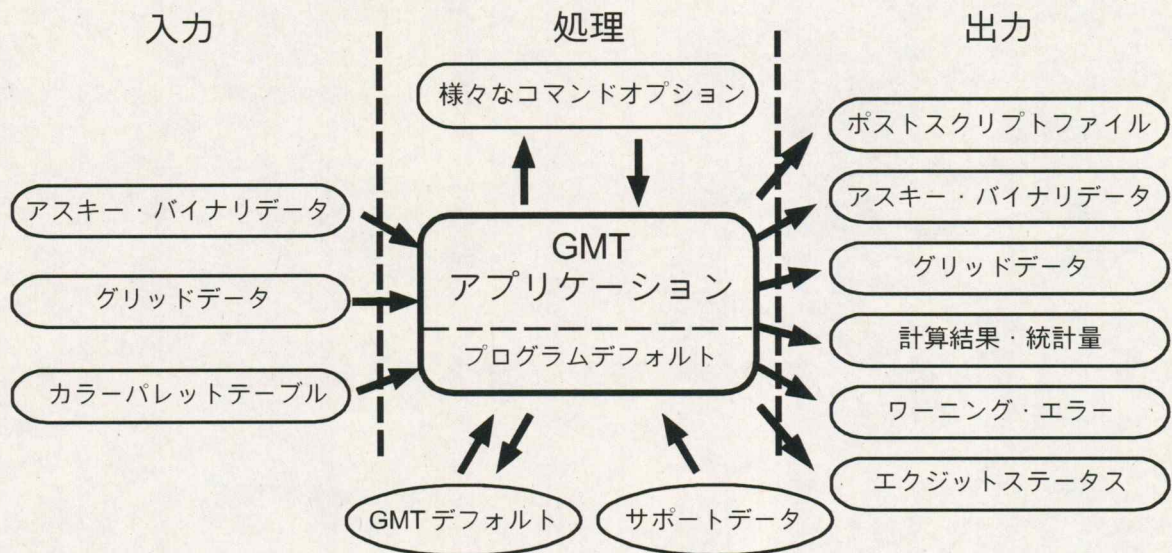 入力
処理
出力
様々なコマンドオプション
アスキー・バイナリデータ
グリッドデータ
カラーパレットテーブル
GMT
アプリケーション
プログラムデフォルト
GMT デフォルト
サポートデータ
ポストスクリプトファイル
アスキー・バイナリデータ
グリッドデータ
計算結果・統計量
ワーニング・エラー
エクジットステータス